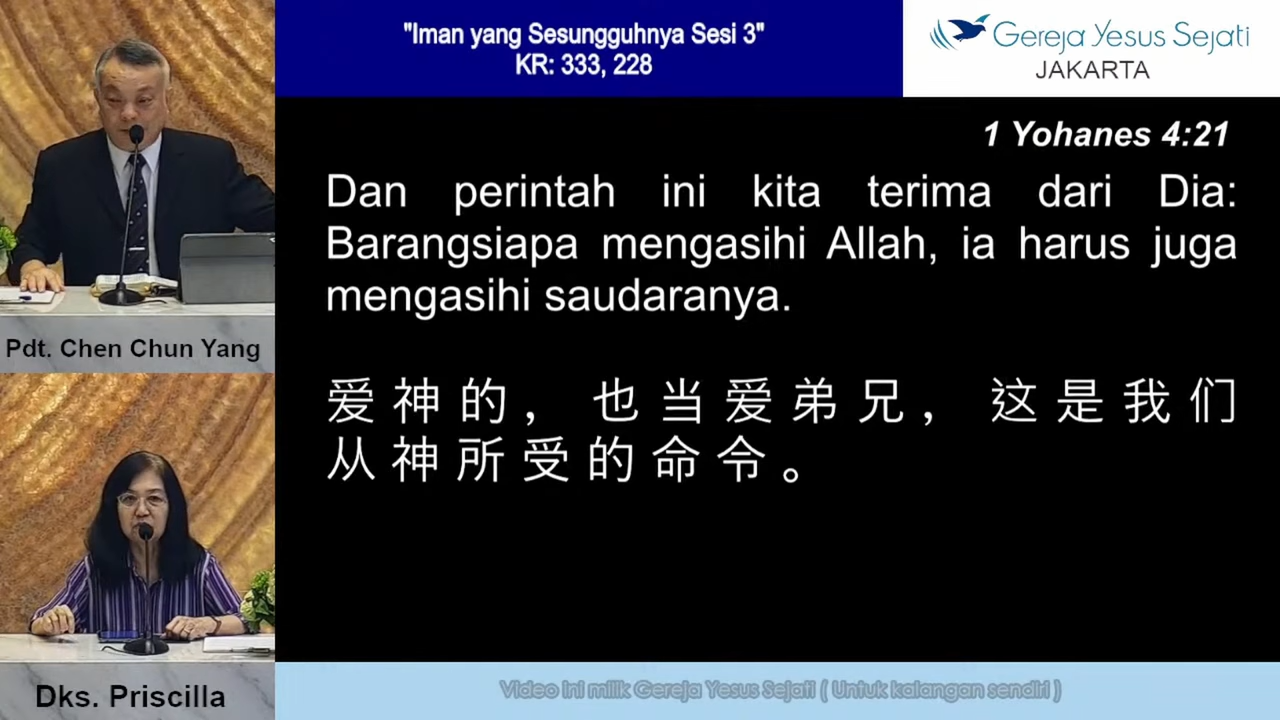 "Iman yang Sesungguhnya Sesi 3"
KR: 333, 228
Gereja Yesus Sejati
JAKARTA
1 Yohanes 4:21
Dan perintah ini kita terima dari Dia:
Barangsiapa mengasihi Allah, ia harus juga
mengasihi saudaranya.
爱神的，也当爱弟兄，这是我们
从神所受的命令。
Pdt. Chen Chun Yang
Dks. Priscilla
Video ini milik Gereja Yesus Sejati ( Untuk kalangan sendiri )